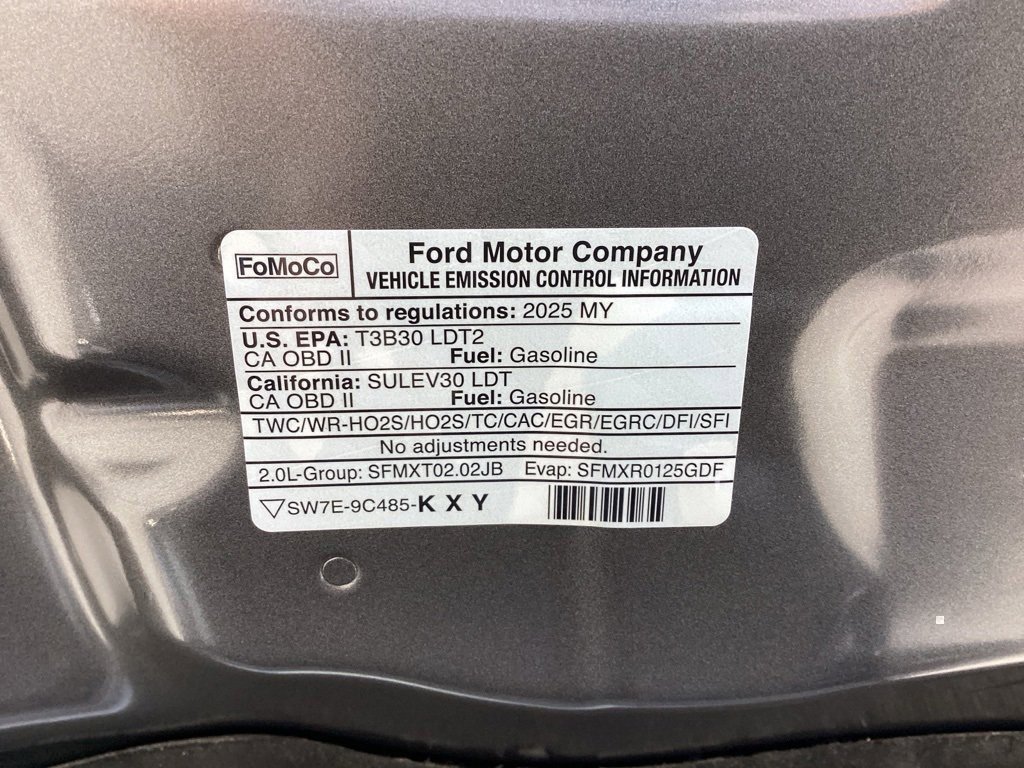 FoMoCo
Ford Motor Company
VEHICLE EMISSION CONTROL INFORMATION
Conforms to regulations: 2025 MY
U.S. EPA: T3B30 LDT2
CA OBD II Fuel: Gasoline
California: SULEV30 LDT
CA OBD II Fuel: Gasoline
TWC/WR-HO2S/HO2S/TC/CAC/EGR/EGRC/DFI/SFI
No adjustments needed.
2.0L-Group: SFMXT02.02JB Evap: SFMXR0125GDF
SW7E-9C485-K X Y